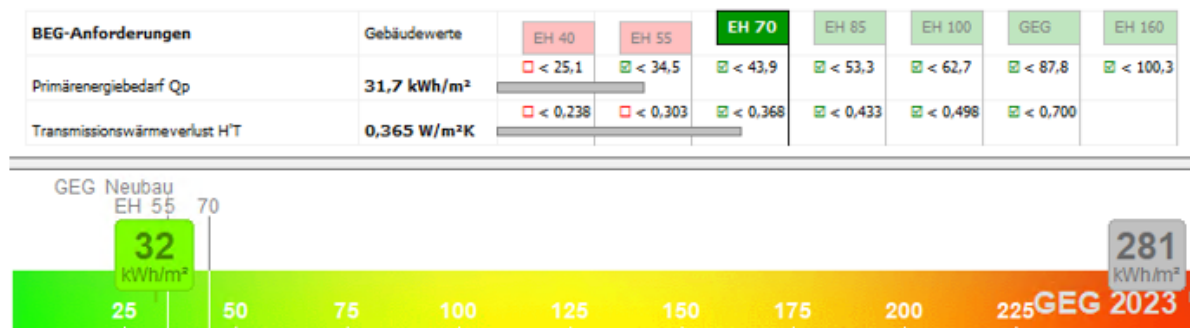 BEG-Anforderungen Gebäudewerte EH 40 EH 55 EH 70 EH 85 EH 100 GEG EH 160
Primärenergiebedarf Qp 31,7 kWh/m² < 25,1 < 34,5 < 43,9 < 53,3 < 62,7 < 87,8 < 100,3
Transmissionswärmeverlust H'T 0,365 W/m²K < 0,238 < 0,303 < 0,368 < 0,433 < 0,498 < 0,700
GEG Neubau
EH 55 70
32 281
kWh/m² kWh/m²
25 50 75 100 125 150 175 200 225 GEG 2023